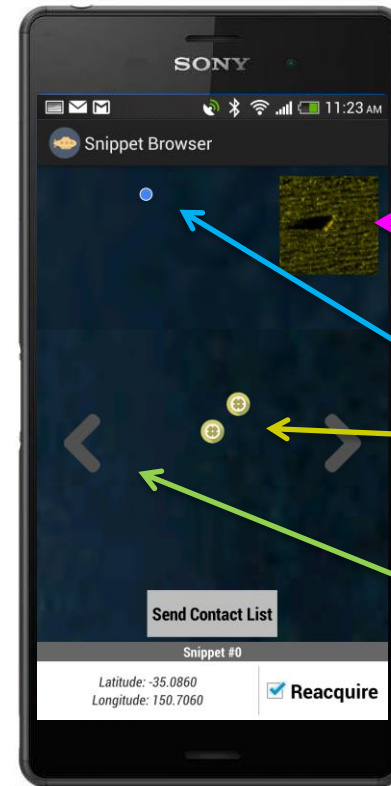 SONY
11:23 AM
Snippet Browser
Send Contact List
Snippet #0
Latitude: -35.0860
Longitude: 150.7060
Reacquire